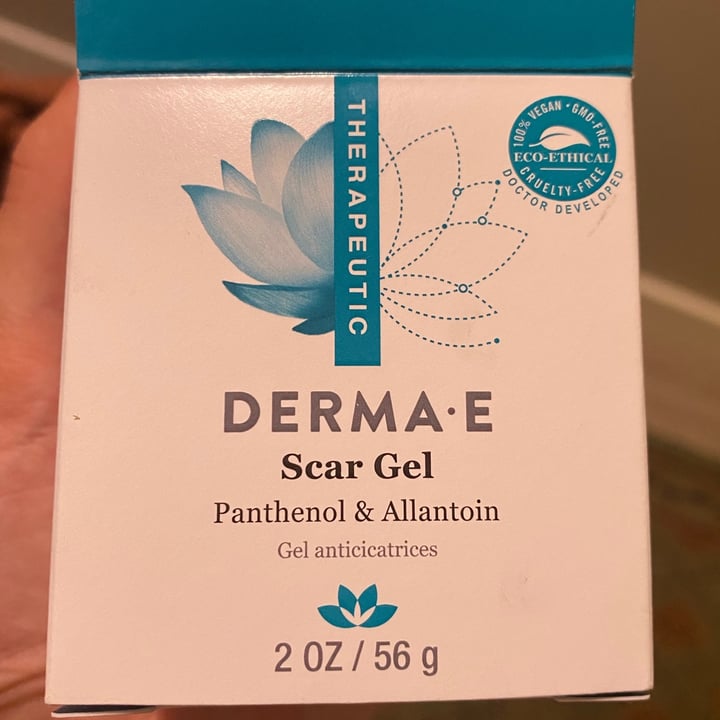 THERAPEUTIC
100% VEGAN • GMO-FREE
ECO-ETHICAL
CRUELTY-FREE
DOCTOR DEVELOPED
DERMA·E
Scar Gel
Panthenol & Allantoin
Gel anticicatrices
2 OZ / 56 g